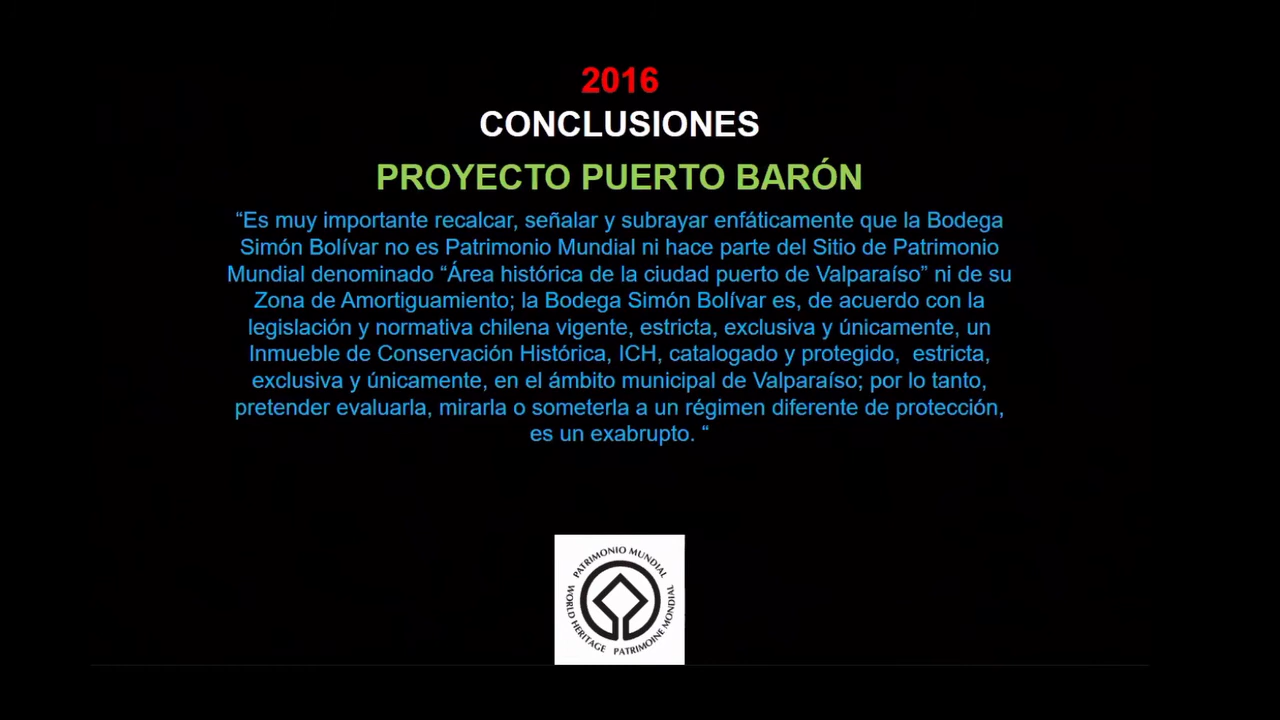 2016
CONCLUSIONES
PROYECTO PUERTO BARÓN
“Es muy importante recalcar, señalar y subrayar enfáticamente que la Bodega
Simón Bolívar no es Patrimonio Mundial ni hace parte del Sitio de Patrimonio
Mundial denominado “Área histórica de la ciudad puerto de Valparaíso” ni de su
Zona de Amortiguamiento; la Bodega Simón Bolívar es, de acuerdo con la
legislación y normativa chilena vigente, estricta, exclusiva y únicamente, un
Inmueble de Conservación Histórica, ICH, catalogado y protegido,  estricta,
exclusiva y únicamente, en el ámbito municipal de Valparaíso; por lo tanto,
pretender evaluarla, mirarla o someterla a un régimen diferente de protección,
es un exabrupto. “
PATRIMONIO MUNDIAL
WORLD HERITAGE
PATRIMOINE MONDIAL